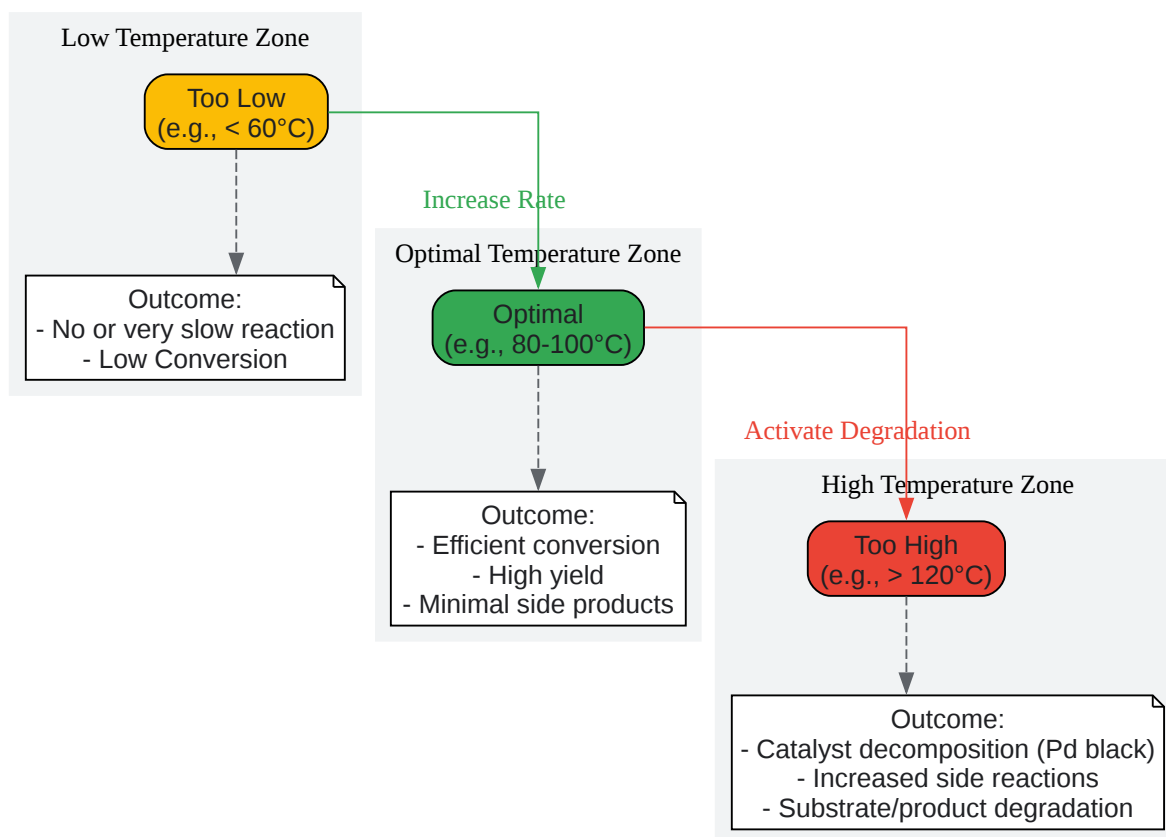 Low Temperature Zone
Too Low
(e.g., < 60°C)
Increase Rate
Outcome:
- No or very slow reaction
- Low Conversion
Optimal Temperature Zone
Optimal
(e.g., 80-100°C)
Activate Degradation
Outcome:
- Efficient conversion
- High yield
- Minimal side products
High Temperature Zone
Too High
(e.g., > 120°C)
Outcome:
- Catalyst decomposition (Pd black)
- Increased side reactions
- Substrate/product degradation